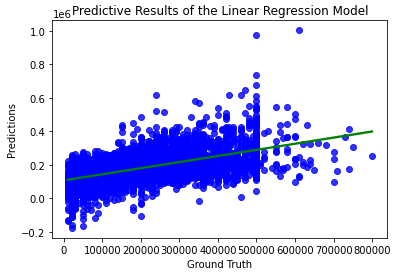 Predictive Results of the Linear Regression Model
1e6
1.0
0.8
0.6
0.4
0.2
0.0
−0.2
Predictions
0 100000 200000 300000 400000 500000 600000 700000 800000
Ground Truth